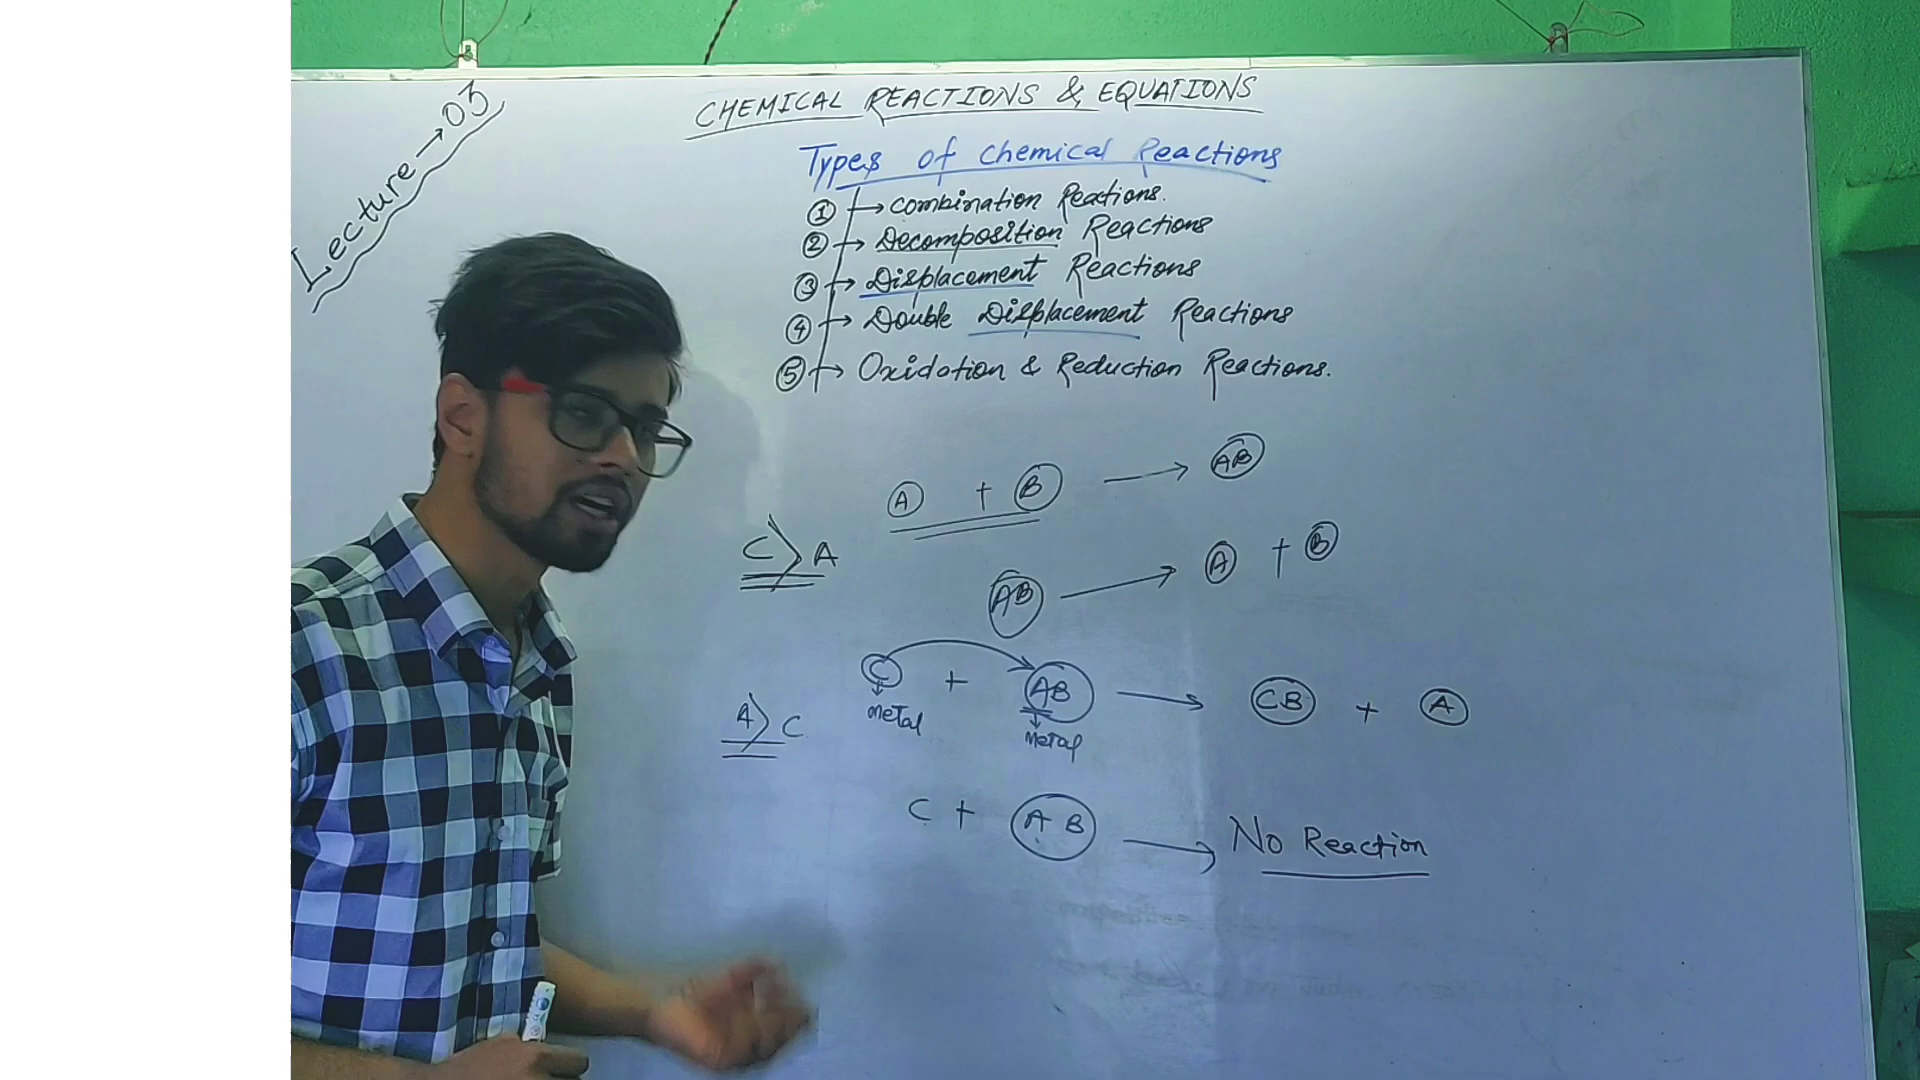 Lecture → 03
CHEMICAL REACTIONS & EQUATIONS
Types of chemical Reactions
① → Combination Reactions.
② → Decomposition Reactions
③ → Displacement Reactions
④ → Double Displacement Reactions
⑤ → Oxidation & Reduction Reactions.
A + B → AB
C > A
AB → A + B
C + AB → CB + A
metal
metal
A > C
C + A B → No Reaction